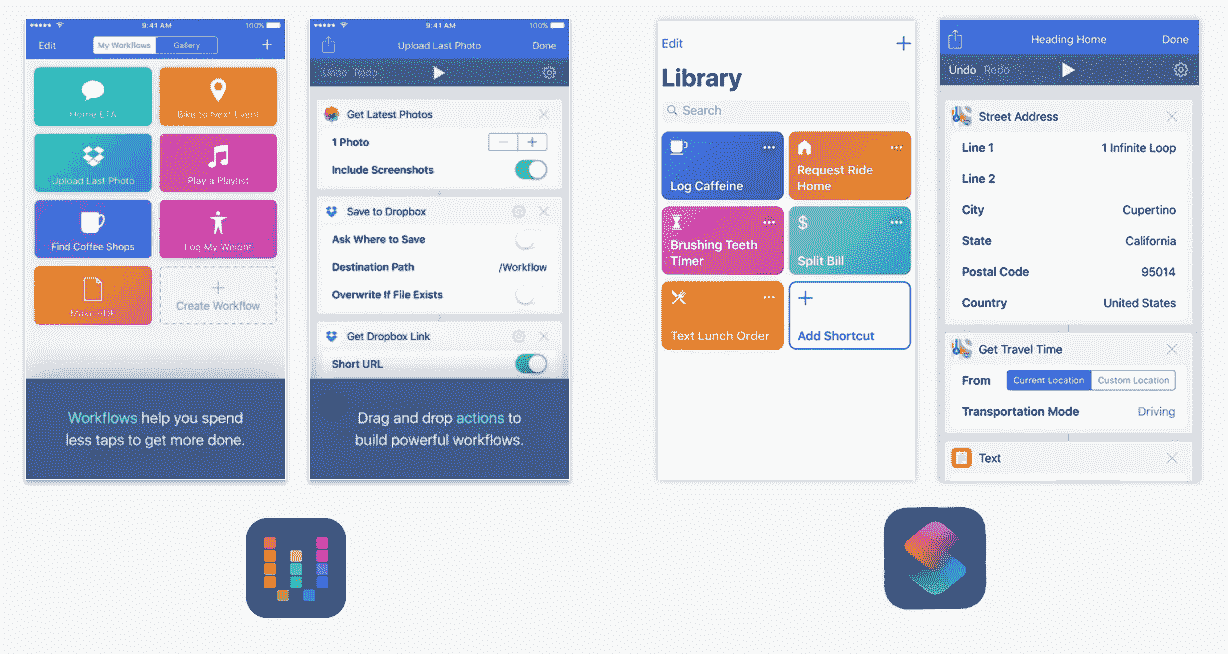 9:41 AM 100%
Edit My Workflows Gallery +
Home ETA Bike to Next Event
Upload Last Photo Play a Playlist
Find Coffee Shops Log My Weight
Create Workflow
Workflows help you spend
less taps to get more done.
9:41 AM 100%
Upload Last Photo Done
Undo Redo
Get Latest Photos
1 Photo
Include Screenshots
Save to Dropbox
Ask Where to Save
Destination Path /Workflow
Overwrite If File Exists
Get Dropbox Link
Short URL
Drag and drop actions to
build powerful workflows.
Edit +
Library
Search
Log Caffeine Request Ride
Home
Brushing Teeth
Timer Split Bill
Text Lunch Order Add Shortcut
Heading Home Done
Undo Redo
Street Address
Line 1 1 Infinite Loop
Line 2
City Cupertino
State California
Postal Code 95014
Country United States
Get Travel Time
From Current Location Custom Location
Transportation Mode Driving
Text